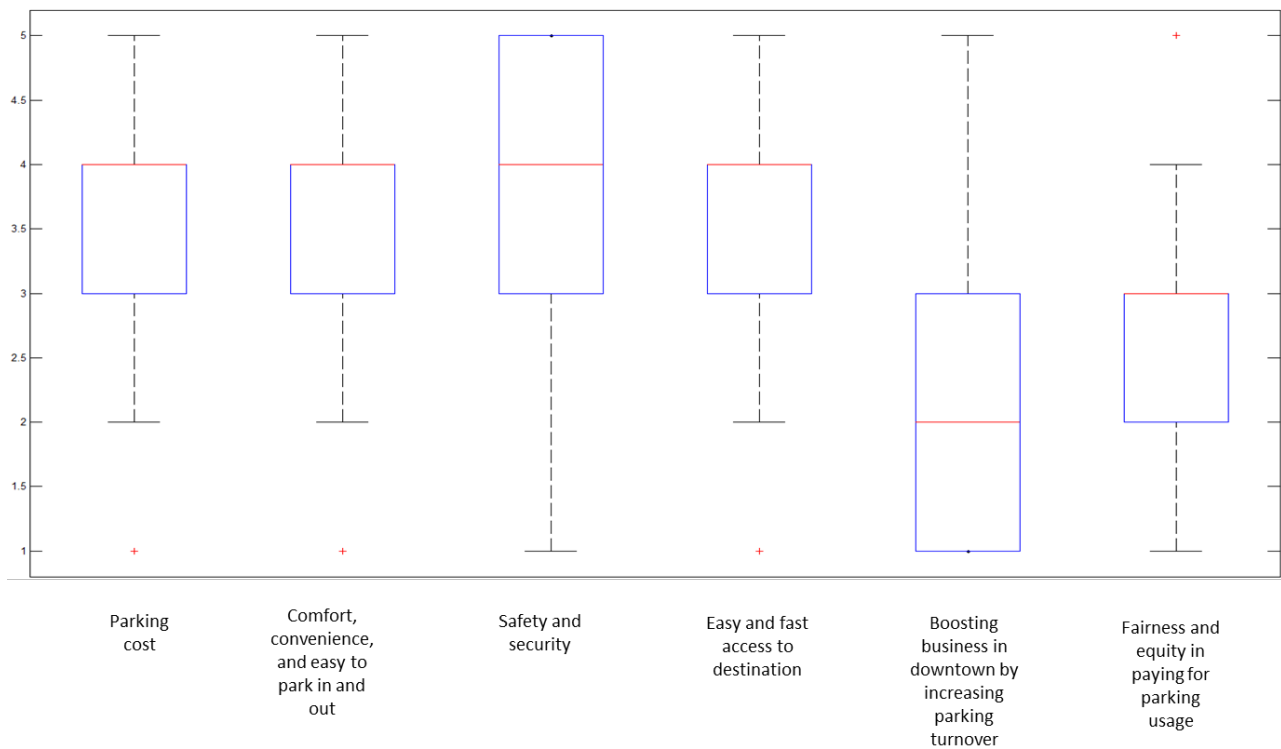 5
4.5
4
3.5
3
2.5
2
1.5
1
Parking
cost
Comfort,
convenience,
and easy to
park in and
out
Safety and
security
Easy and fast
access to
destination
Boosting
business in
downtown by
increasing
parking
turnover
Fairness and
equity in
paying for
parking
usage